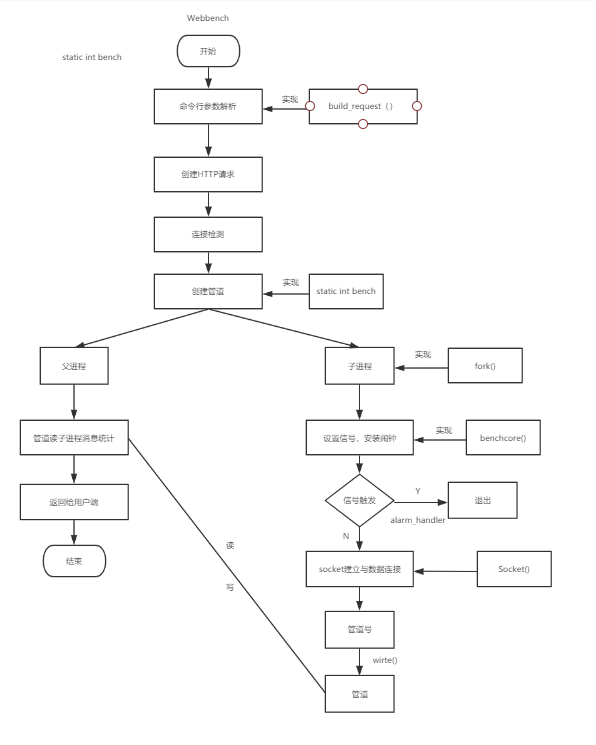 Webbench
static int bench
开始
命令行参数解析
实现
build_request（）
创建HTTP请求
连接检测
创建管道
实现
static int bench
父进程
子进程
实现
fork()
管道读子进程消息统计
设置信号，安装闹钟
实现
benchcore()
返回给用户端
信号触发
Y
alarm_handler
退出
N
结束
读
写
socket建立与数据连接
Socket()
管道号
wirte()
管道